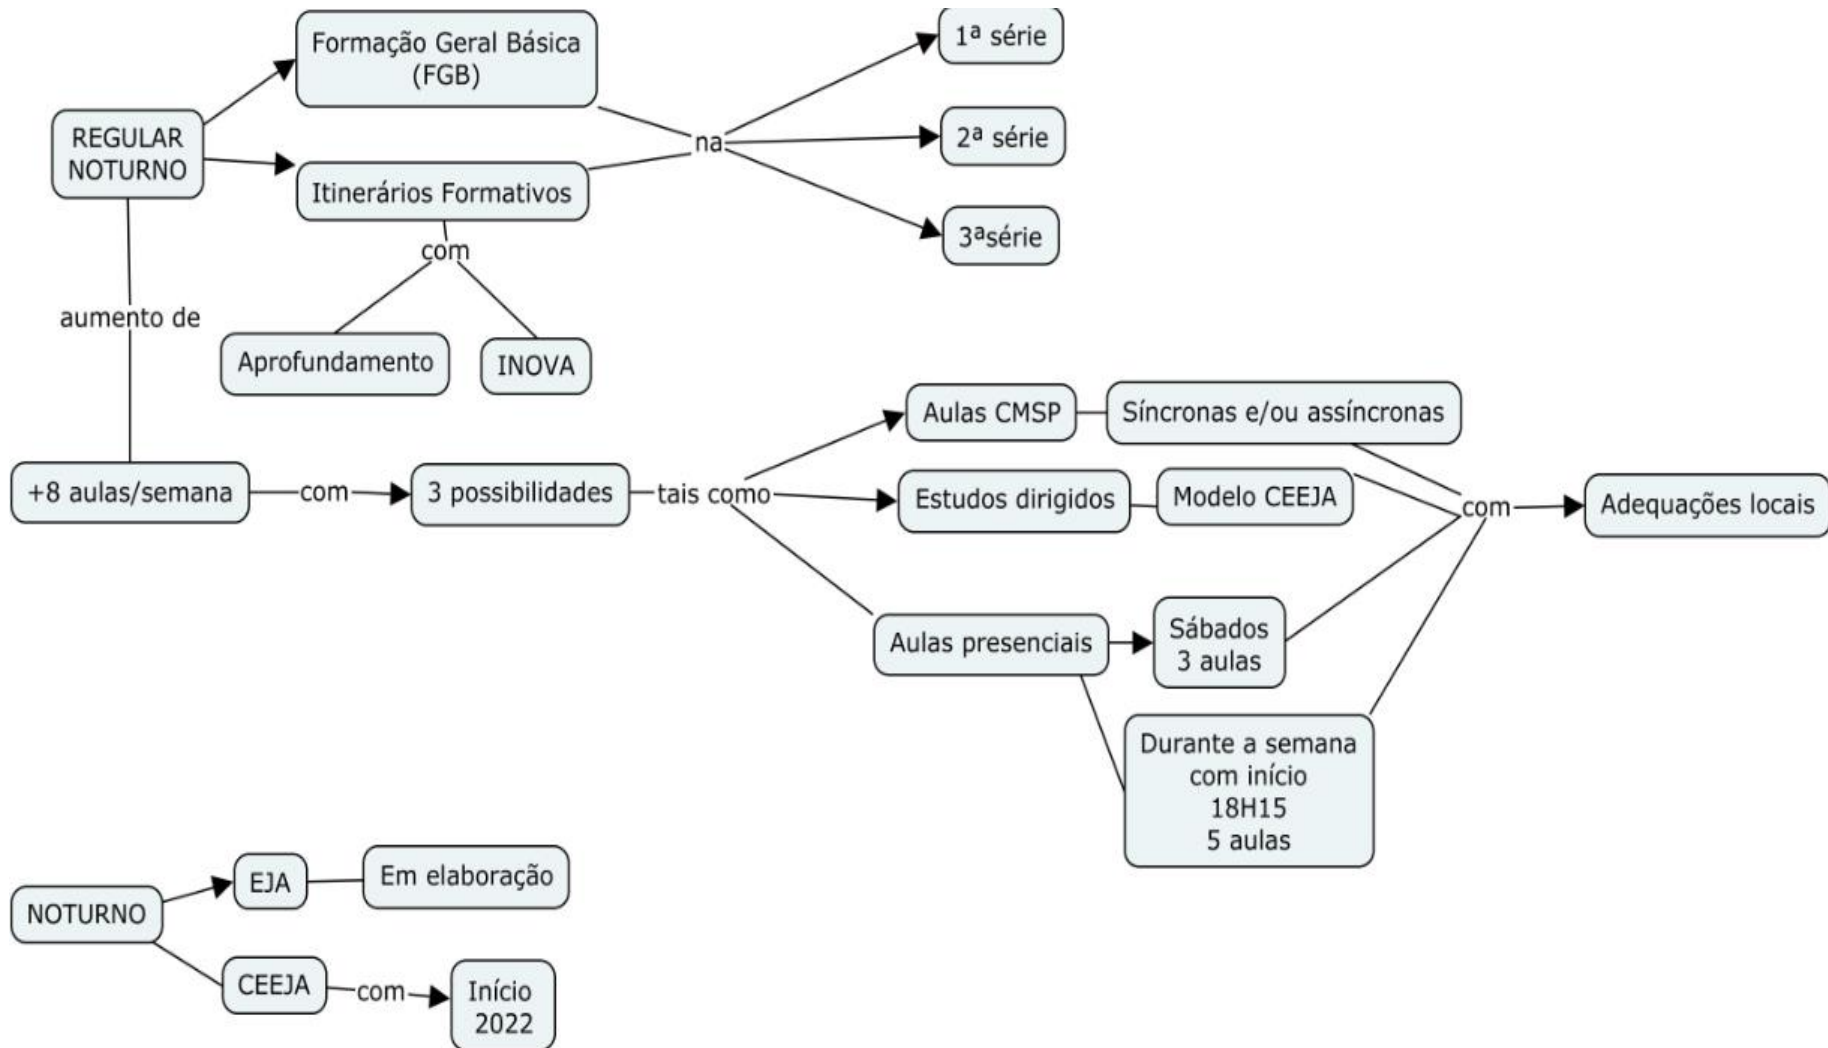 Formação Geral Básica
(FGB)
1ª série
REGULAR
NOTURNO
na
2ª série
Itinerários Formativos
3ªsérie
com
aumento de
Aprofundamento
INOVA
Aulas CMSP
Síncronas e/ou assíncronas
+8 aulas/semana
com
3 possibilidades
tais como
Estudos dirigidos
Modelo CEEJA
com
Adequações locais
Aulas presenciais
Sábados
3 aulas
Durante a semana
com início
18H15
5 aulas
NOTURNO
EJA
Em elaboração
CEEJA
com
Início
2022